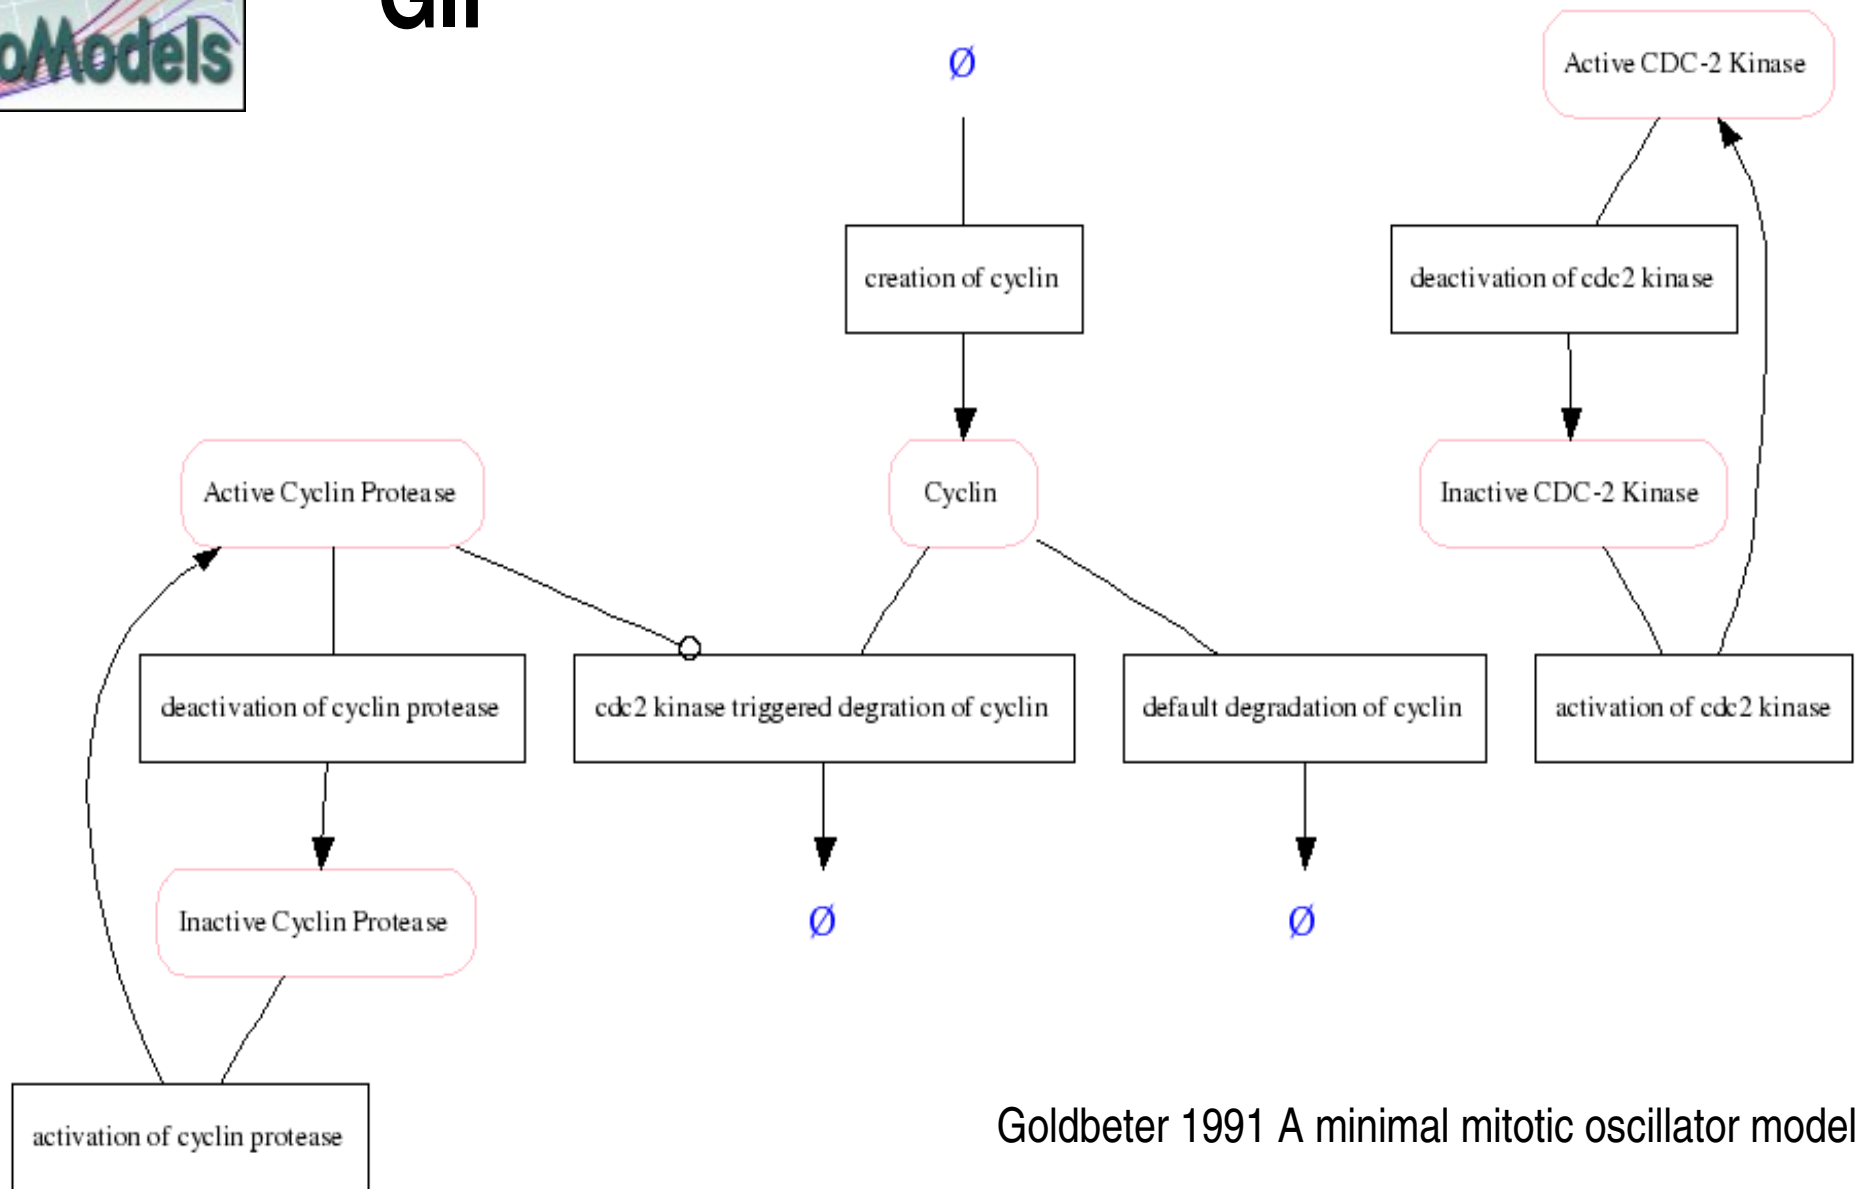 oModels
Gif
Ø
Active CDC-2 Kinase
creation of cyclin
deactivation of cdc2 kinase
Active Cyclin Protease
Cyclin
Inactive CDC-2 Kinase
deactivation of cyclin protease
cdc2 kinase triggered degration of cyclin
default degradation of cyclin
activation of cdc2 kinase
Inactive Cyclin Protease
Ø
Ø
activation of cyclin protease
Goldbeter 1991 A minimal mitotic oscillator model